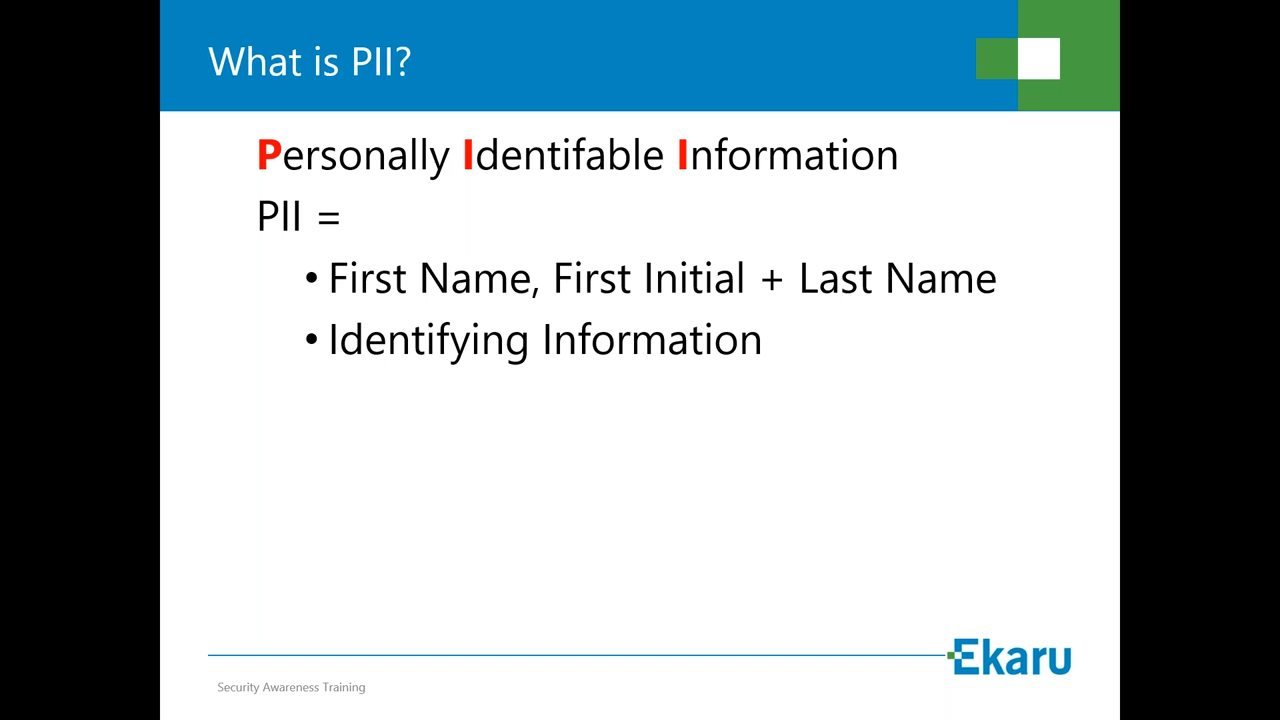 What is PII?
Personally Identifable Information
PII =
• First Name, First Initial + Last Name
• Identifying Information
Ekaru
Security Awareness Training